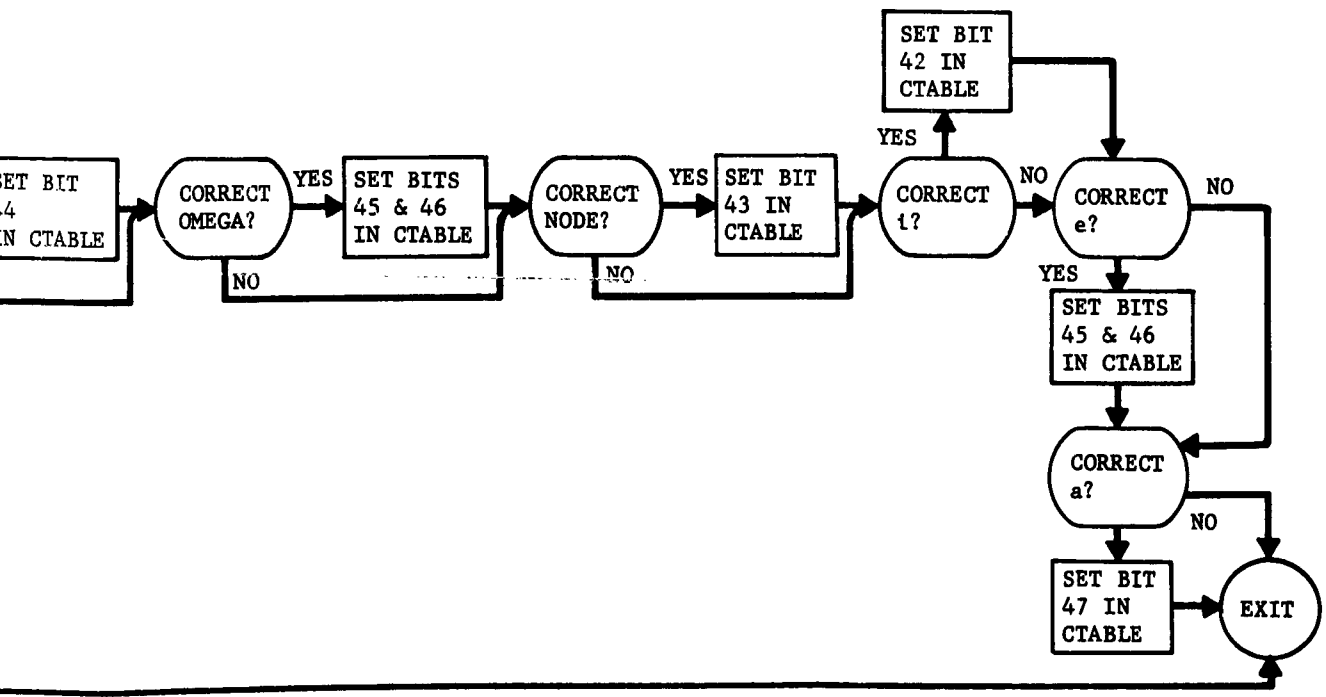 SET BIT
42 IN
CTABLE
YES
SET BIT
44
IN CTABLE
CORRECT
OMEGA?
YES
NO
SET BITS
45 & 46
IN CTABLE
CORRECT
NODE?
YES
NO
SET BIT
43 IN
CTABLE
CORRECT
i?
NO
CORRECT
e?
NO
YES
SET BITS
45 & 46
IN CTABLE
CORRECT
a?
NO
SET BIT
47 IN
CTABLE
EXIT